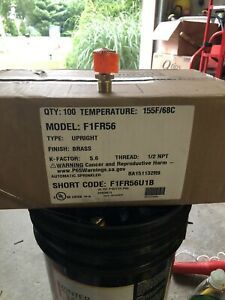 QTY: 100 TEMPERATURE: 155F/68C
MODEL: F1FR56
TYPE: UPRIGHT
FINISH: BRASS
K-FACTOR: 5.6 THREAD: 1/2 NPT
⚠WARNING Cancer and Reproductive Harm -
www.P65Warnings.ca.gov
AUTOMATIC SPRINKLER
SHORT CODE: F1FR56U1B